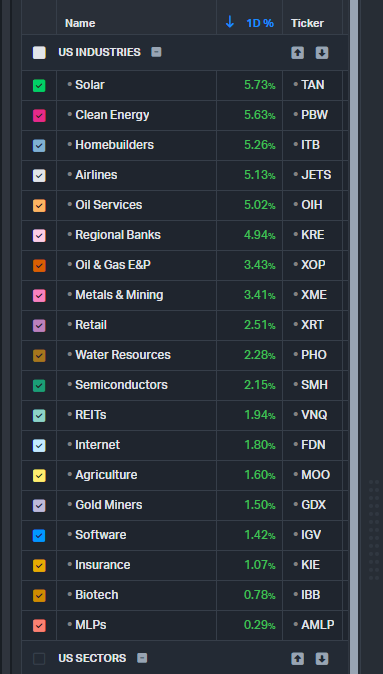 Name ↓ 1D % Ticker
US INDUSTRIES
• Solar 5.73% • TAN
• Clean Energy 5.63% • PBW
• Homebuilders 5.26% • ITB
• Airlines 5.13% • JETS
• Oil Services 5.02% • OIH
• Regional Banks 4.94% • KRE
• Oil & Gas E&P 3.43% • XOP
• Metals & Mining 3.41% • XME
• Retail 2.51% • XRT
• Water Resources 2.28% • PHO
• Semiconductors 2.15% • SMH
• REITs 1.94% • VNQ
• Internet 1.80% • FDN
• Agriculture 1.60% • MOO
• Gold Miners 1.50% • GDX
• Software 1.42% • IGV
• Insurance 1.07% • KIE
• Biotech 0.78% • IBB
• MLPs 0.29% • AMLP
US SECTORS